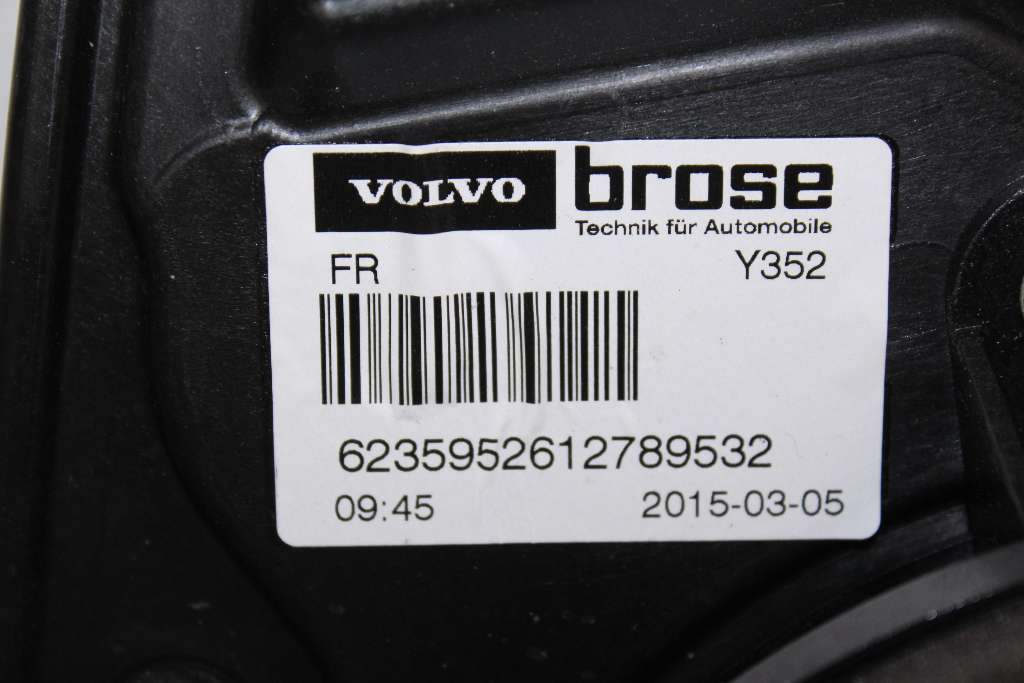 VOLVO brose
Technik für Automobile
FR Y352
6235952612789532
09:45 2015-03-05